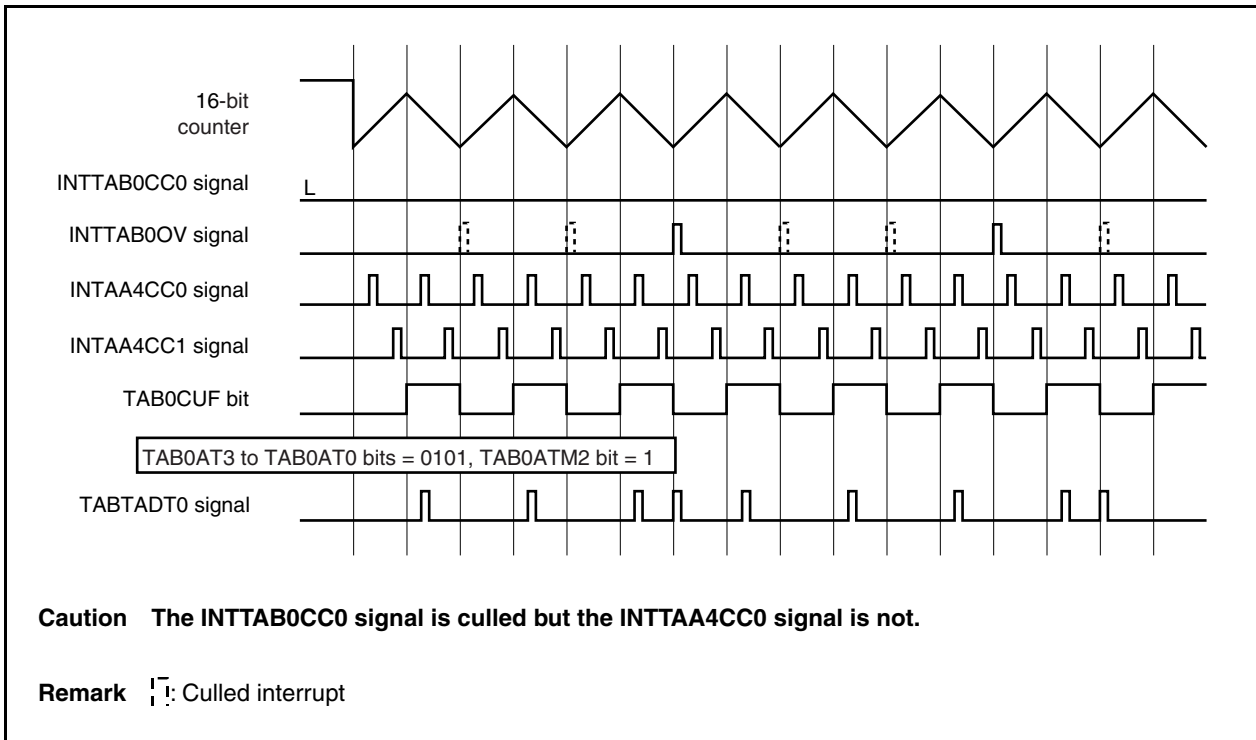 16-bit
counter
INTTAB0CC0 signal
L
INTTAB0OV signal
INTAA4CC0 signal
INTAA4CC1 signal
TAB0CUF bit
TAB0AT3 to TAB0AT0 bits = 0101, TAB0ATM2 bit = 1
TABTADT0 signal
Caution The INTTAB0CC0 signal is culled but the INTTAA4CC0 signal is not.
Remark : Culled interrupt